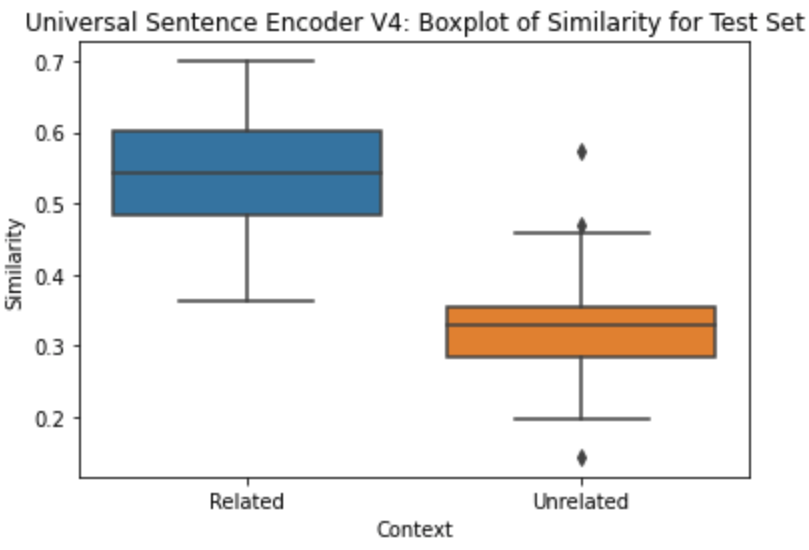 Universal Sentence Encoder V4: Boxplot of Similarity for Test Set
0.7
0.6
0.5
0.4
0.3
0.2
Similarity
Related
Unrelated
Context